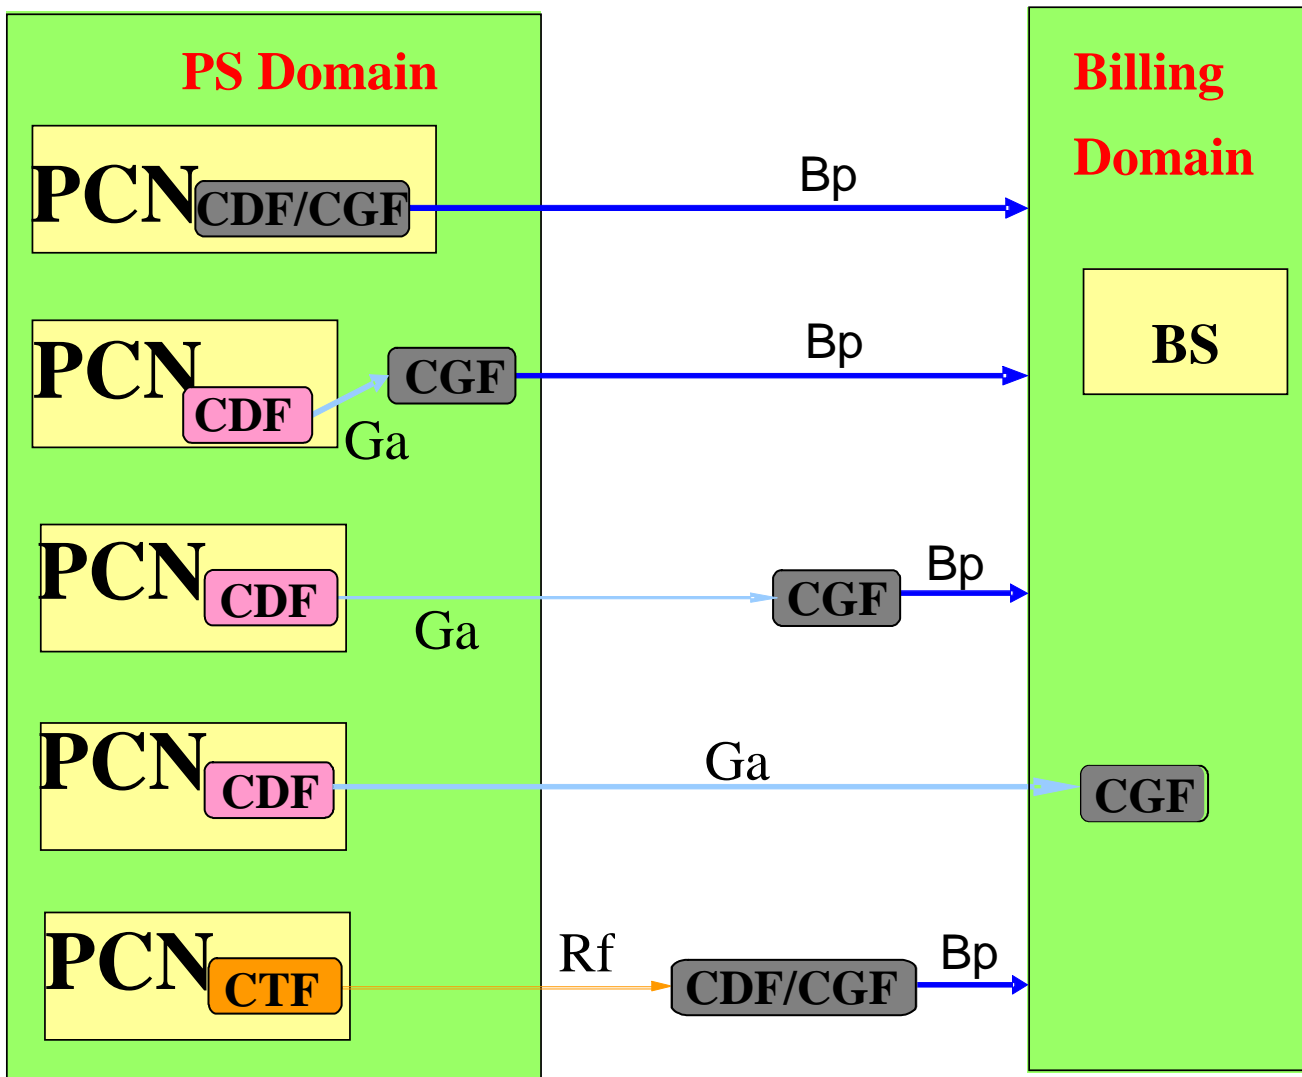 PS Domain
Billing
Domain
PCN
CDF/CGF
Bp
PCN
CDF
Ga
CGF
Bp
BS
PCN
CDF
Ga
CGF
Bp
PCN
CDF
Ga
CGF
PCN
CTF
Rf
CDF/CGF
Bp